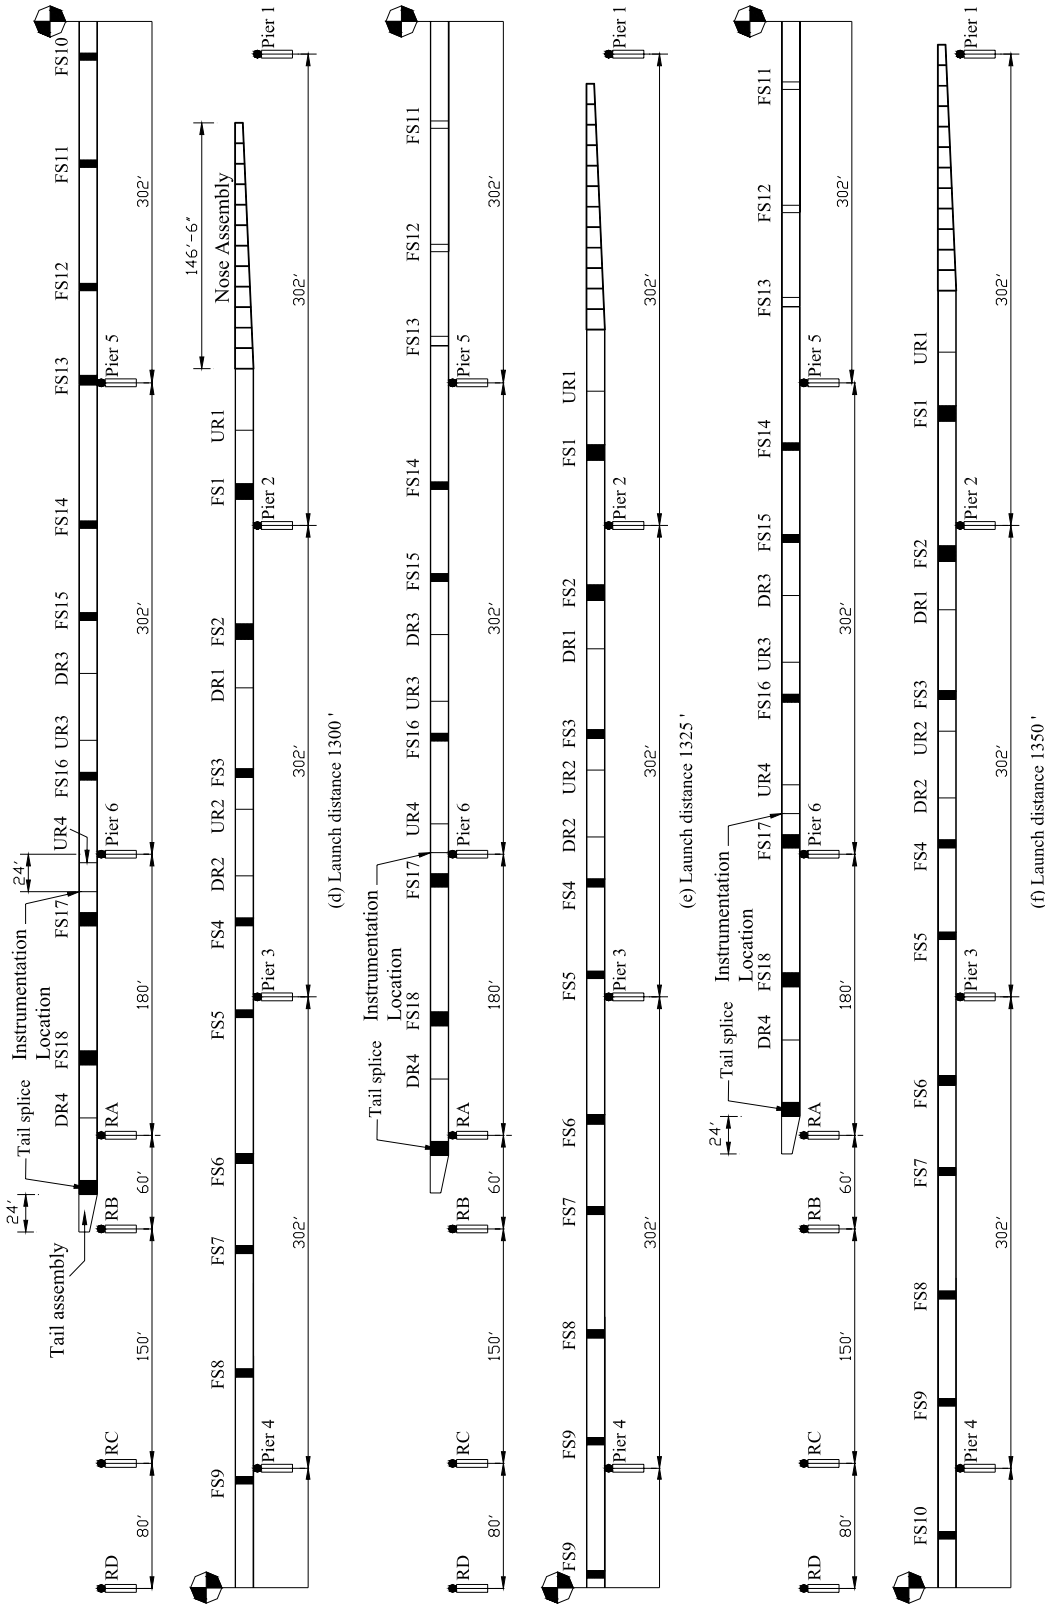 24'
Tail splice Instrumentation 24'
Location
Tail assembly DR4 FS18 FS17 UR4 FS16 UR3 DR3 FS15 FS14 FS13 FS12 FS11 FS10
RD RC RB RA Pier 6 Pier 5
80' 150' 60' 180' 302' 302'
146'-6"
Nose Assembly
FS9 FS8 FS7 FS6 FS5 FS4 DR2 UR2 FS3 DR1 FS2 FS1 UR1
Pier 4 Pier 3 Pier 2 Pier 1
302' 302' 302'
(d) Launch distance 1300 '
Tail splice Instrumentation
Location
DR4 FS18 FS17 UR4 FS16 UR3 DR3 FS15 FS14 FS13 FS12 FS11
RD RC RB RA Pier 6 Pier 5
80' 150' 60' 180' 302' 302'
FS9 FS9 FS8 FS7 FS6 FS5 FS4 DR2 UR2 FS3 DR1 FS2 FS1 UR1
Pier 4 Pier 3 Pier 2 Pier 1
302' 302' 302'
(e) Launch distance 1325 '
24'
Tail splice Instrumentation
Location
DR4 FS18 FS17 UR4 FS16 UR3 DR3 FS15 FS14 FS13 FS12 FS11
RD RC RB RA Pier 6 Pier 5
80' 150' 60' 180' 302' 302'
FS10 FS9 FS8 FS7 FS6 FS5 FS4 DR2 UR2 FS3 DR1 FS2 FS1 UR1
Pier 4 Pier 3 Pier 2 Pier 1
302' 302' 302'
(f) Launch distance 1350 '